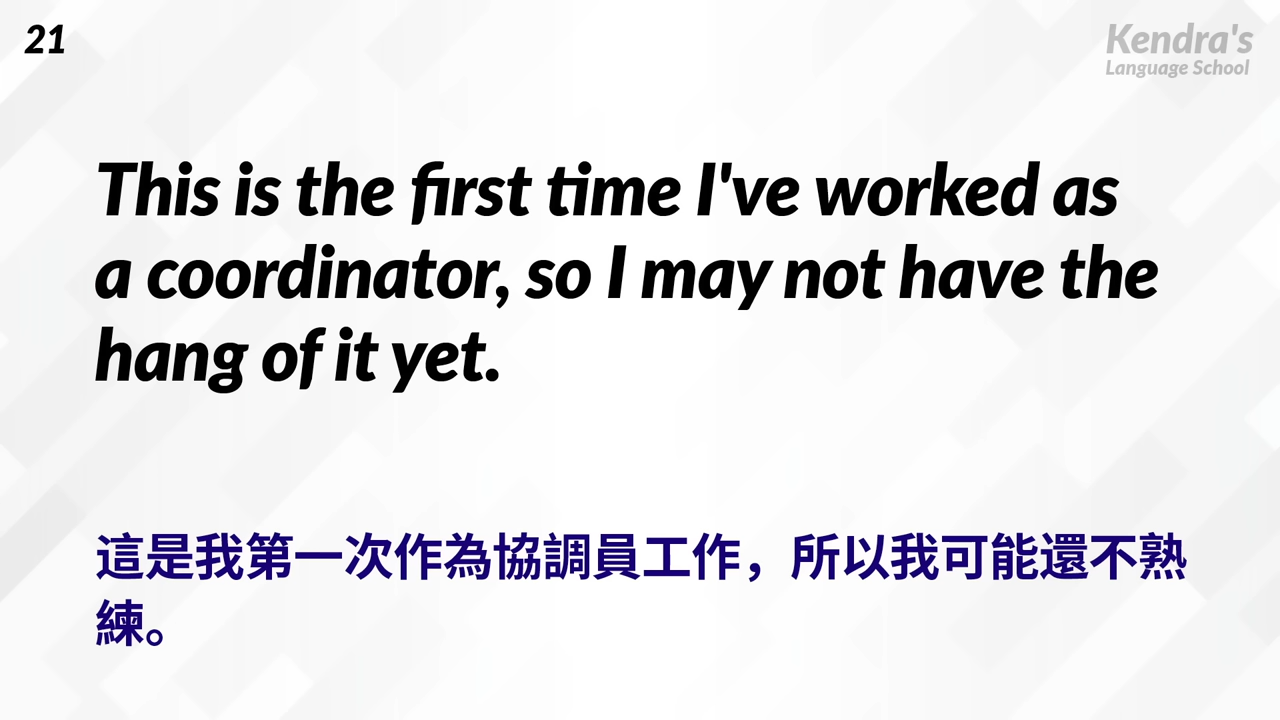 21
Kendra's
Language School
This is the first time I've worked as
a coordinator, so I may not have the
hang of it yet.
這是我第一次作為協調員工作，所以我可能還不熟
練。